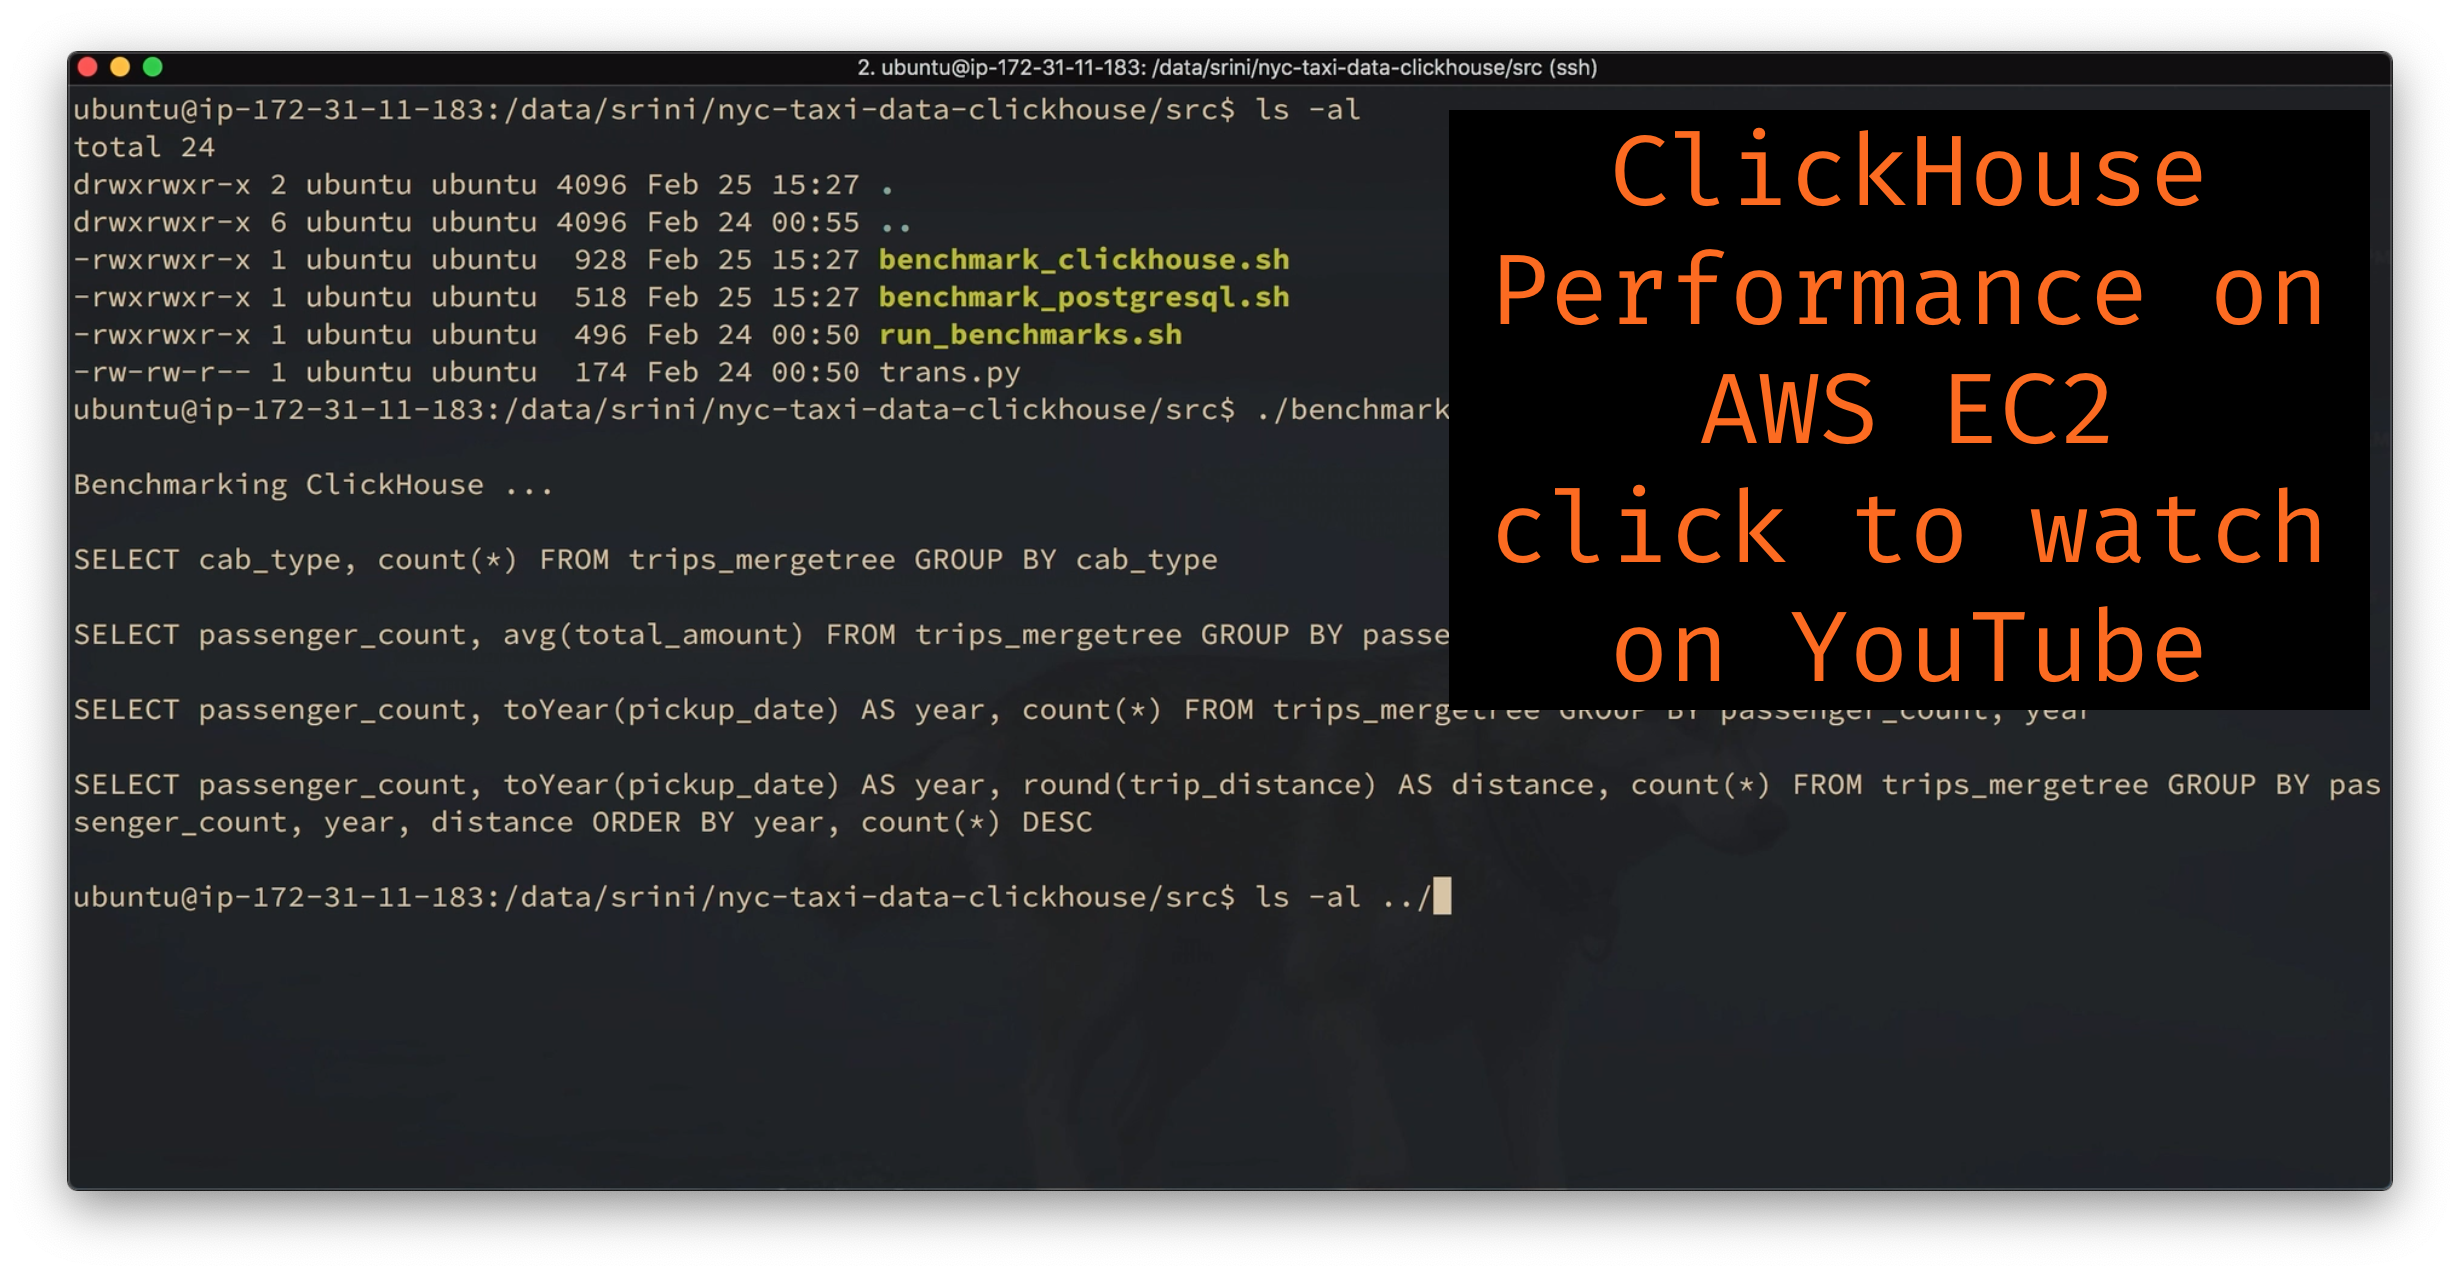 2. ubuntu@ip-172-31-11-183: /data/srini/nyc-taxi-data-clickhouse/src (ssh)
ubuntu@ip-172-31-11-183:/data/srini/nyc-taxi-data-clickhouse/src$ ls -al
total 24
drwxrwxr-x 2 ubuntu ubuntu 4096 Feb 25 15:27 .
drwxrwxr-x 6 ubuntu ubuntu 4096 Feb 24 00:55 ..
-rwxrwxr-x 1 ubuntu ubuntu  928 Feb 25 15:27 benchmark_clickhouse.sh
-rwxrwxr-x 1 ubuntu ubuntu  518 Feb 25 15:27 benchmark_postgresql.sh
-rwxrwxr-x 1 ubuntu ubuntu  496 Feb 24 00:50 run_benchmarks.sh
-rw-rw-r-- 1 ubuntu ubuntu  174 Feb 24 00:50 trans.py
ubuntu@ip-172-31-11-183:/data/srini/nyc-taxi-data-clickhouse/src$ ./benchmark
Benchmarking ClickHouse ...
SELECT cab_type, count(*) FROM trips_mergetree GROUP BY cab_type
SELECT passenger_count, avg(total_amount) FROM trips_mergetree GROUP BY passe
SELECT passenger_count, toYear(pickup_date) AS year, count(*) FROM trips_mergetree GROUP BY passenger_count, year
SELECT passenger_count, toYear(pickup_date) AS year, round(trip_distance) AS distance, count(*) FROM trips_mergetree GROUP BY pas
senger_count, year, distance ORDER BY year, count(*) DESC
ubuntu@ip-172-31-11-183:/data/srini/nyc-taxi-data-clickhouse/src$ ls -al ../
ClickHouse
Performance on
AWS EC2
click to watch
on YouTube